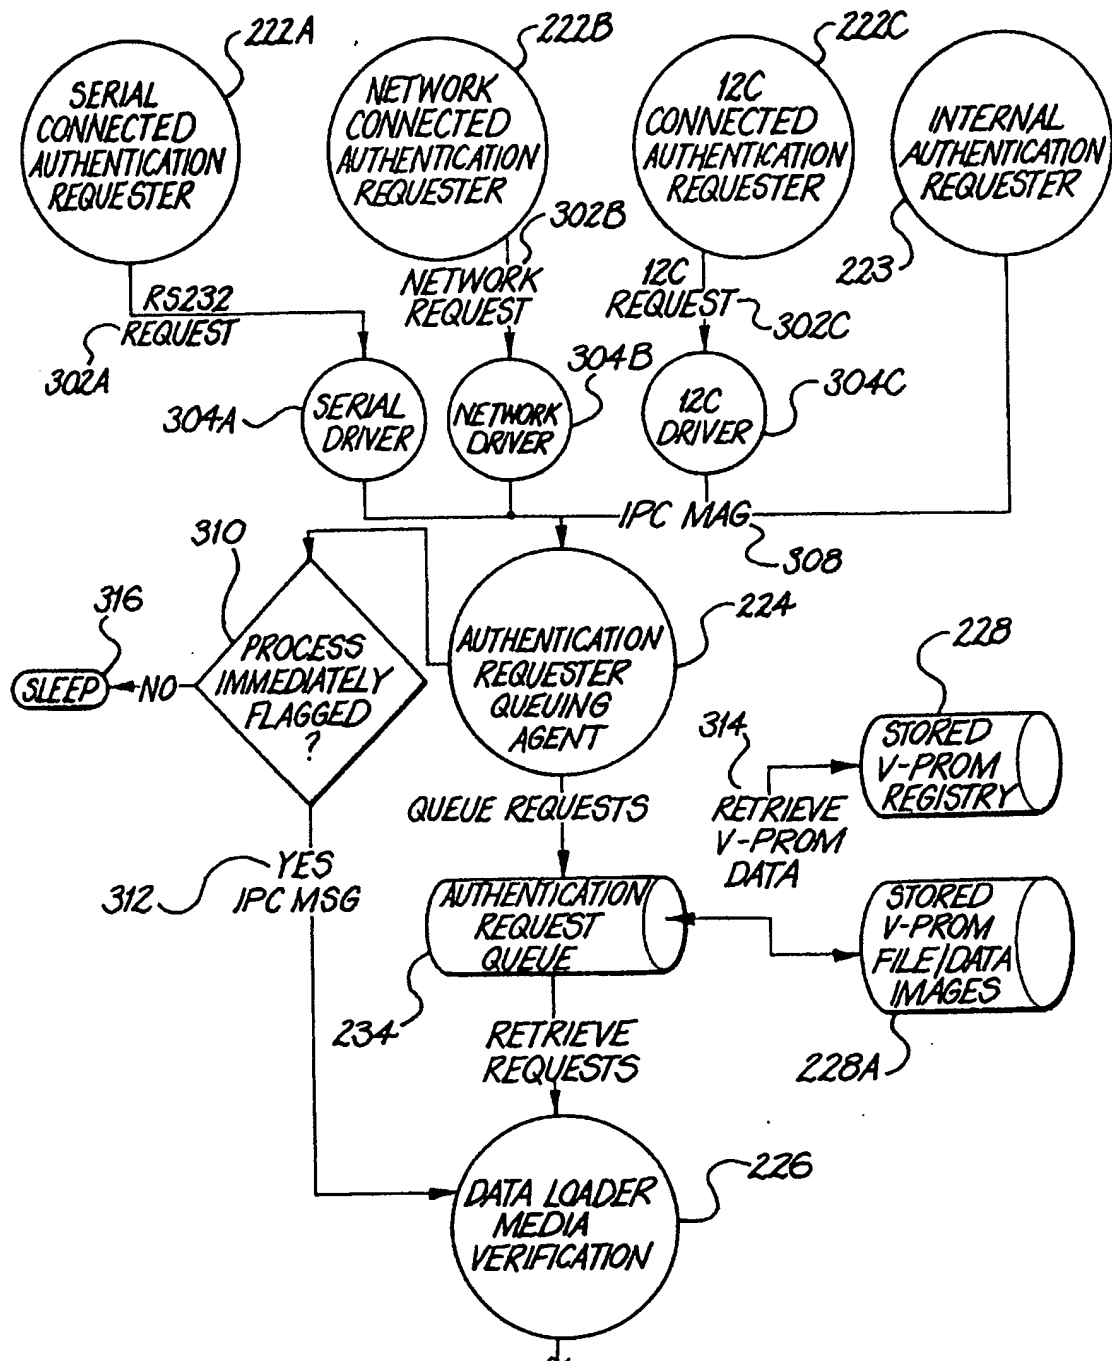 222A
222B
222C
SERIAL
CONNECTED
AUTHENTICATION
REQUESTER
NETWORK
CONNECTED
AUTHENTICATION
REQUESTER
12C
CONNECTED
AUTHENTICATION
REQUESTER
INTERNAL
AUTHENTICATION
REQUESTER
223
RS232
REQUEST
302A
302B
NETWORK
REQUEST
12C
REQUEST
302C
304A
SERIAL
DRIVER
304B
NETWORK
DRIVER
304C
12C
DRIVER
IPC MAG
308
310
316
SLEEP
NO
PROCESS
IMMEDIATELY
FLAGGED
?
224
AUTHENTICATION
REQUESTER
QUEUING
AGENT
228
STORED
V-PROM
REGISTRY
314
RETRIEVE
V-PROM
DATA
QUEUE REQUESTS
312
YES
IPC MSG
AUTHENTICATION
REQUEST
QUEUE
234
STORED
V-PROM
FILE/DATA
IMAGES
228A
RETRIEVE
REQUESTS
226
DATA LOADER
MEDIA
VERIFICATION